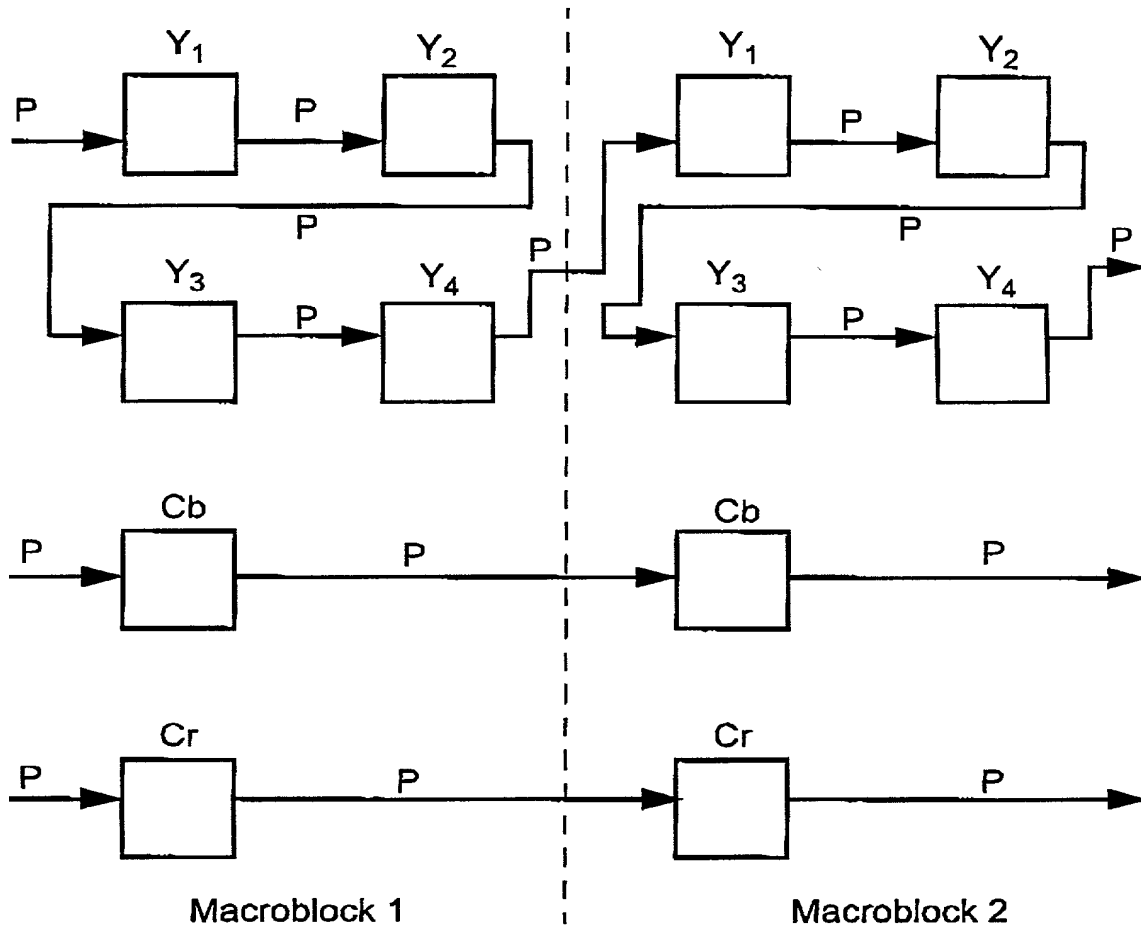 Y1 Y2 Y1 Y2
P P P P
P P P P
Y3 Y4 Y3 Y4
P P
Cb Cb
P P P
Cr Cr
P P P
Macroblock 1 Macroblock 2